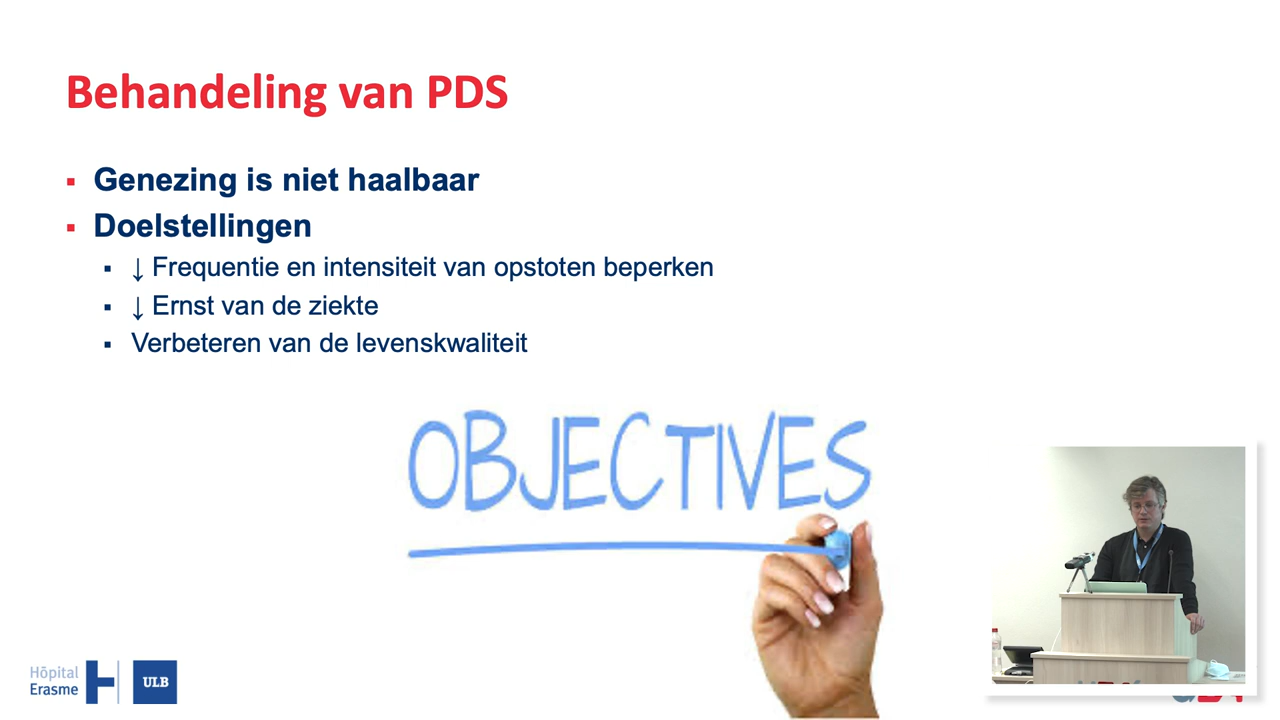 Behandeling van PDS
▪ Genezing is niet haalbaar
▪ Doelstellingen
▪ ↓ Frequentie en intensiteit van opstoten beperken
▪ ↓ Ernst van de ziekte
▪ Verbeteren van de levenskwaliteit
OBJECTIVES
Hôpital
Erasme
ULB